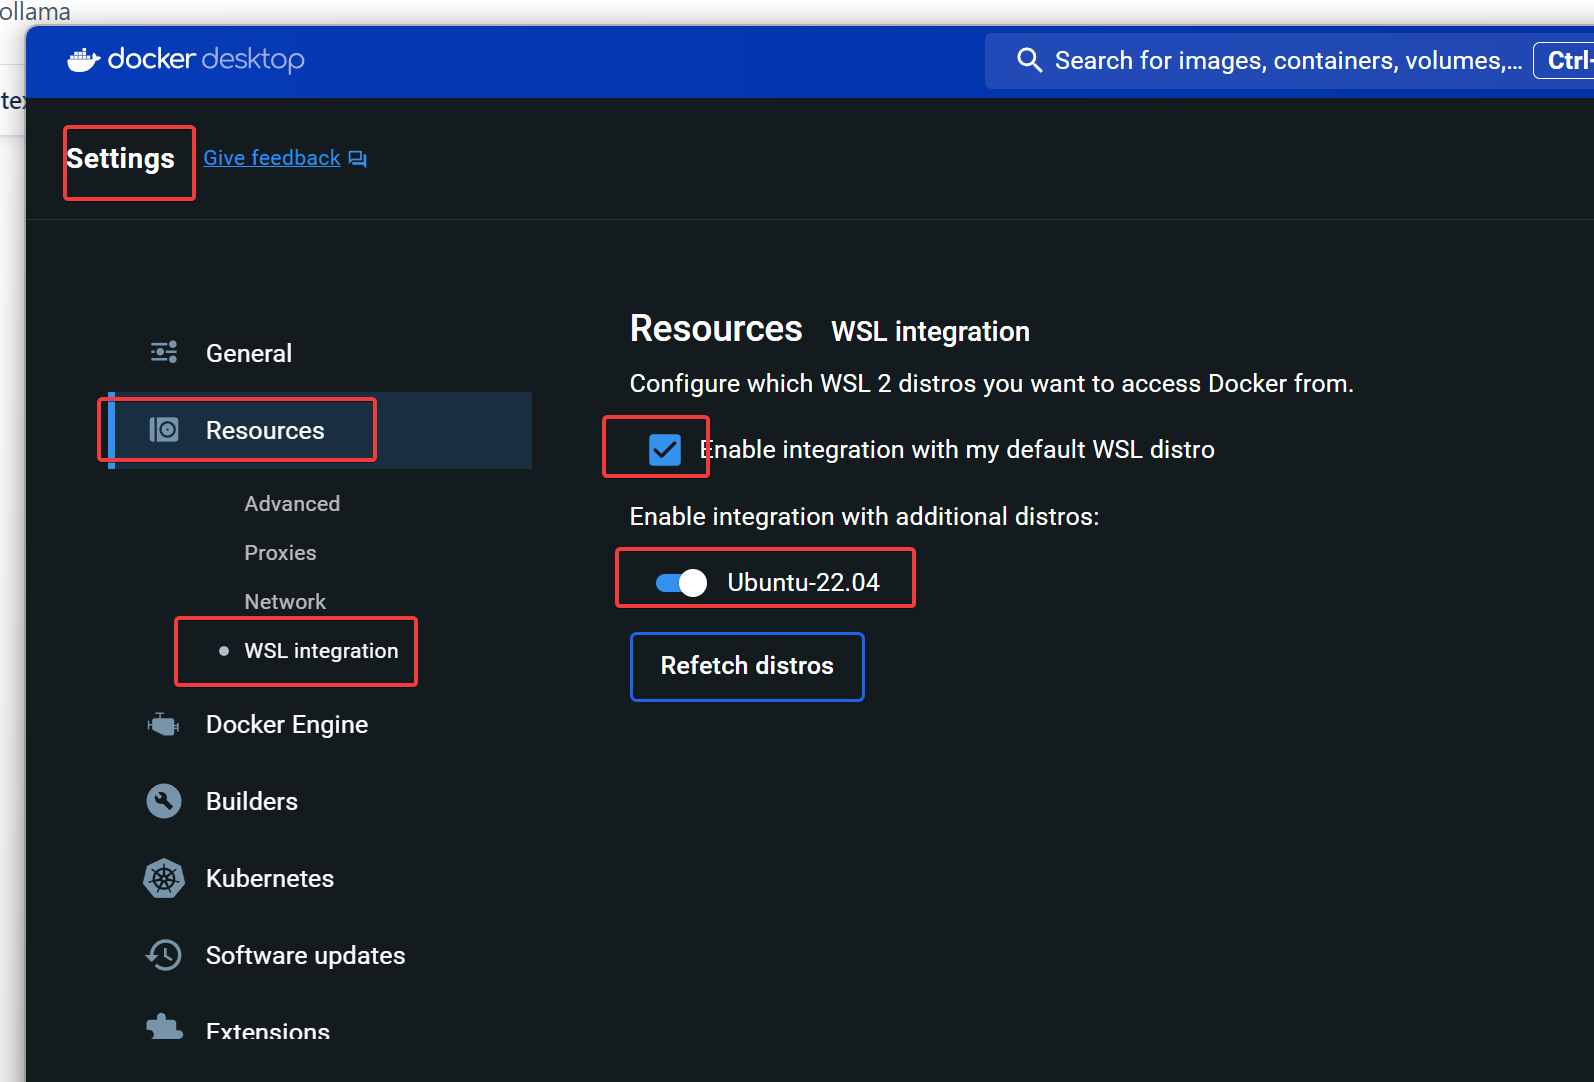 ollama
docker desktop
Search for images, containers, volumes,...
Ctrl-
Settings
Give feedback
General
Resources
Advanced
Proxies
Network
WSL integration
Docker Engine
Builders
Kubernetes
Software updates
Extensions
Resources WSL integration
Configure which WSL 2 distros you want to access Docker from.
Enable integration with my default WSL distro
Enable integration with additional distros:
Ubuntu-22.04
Refetch distros